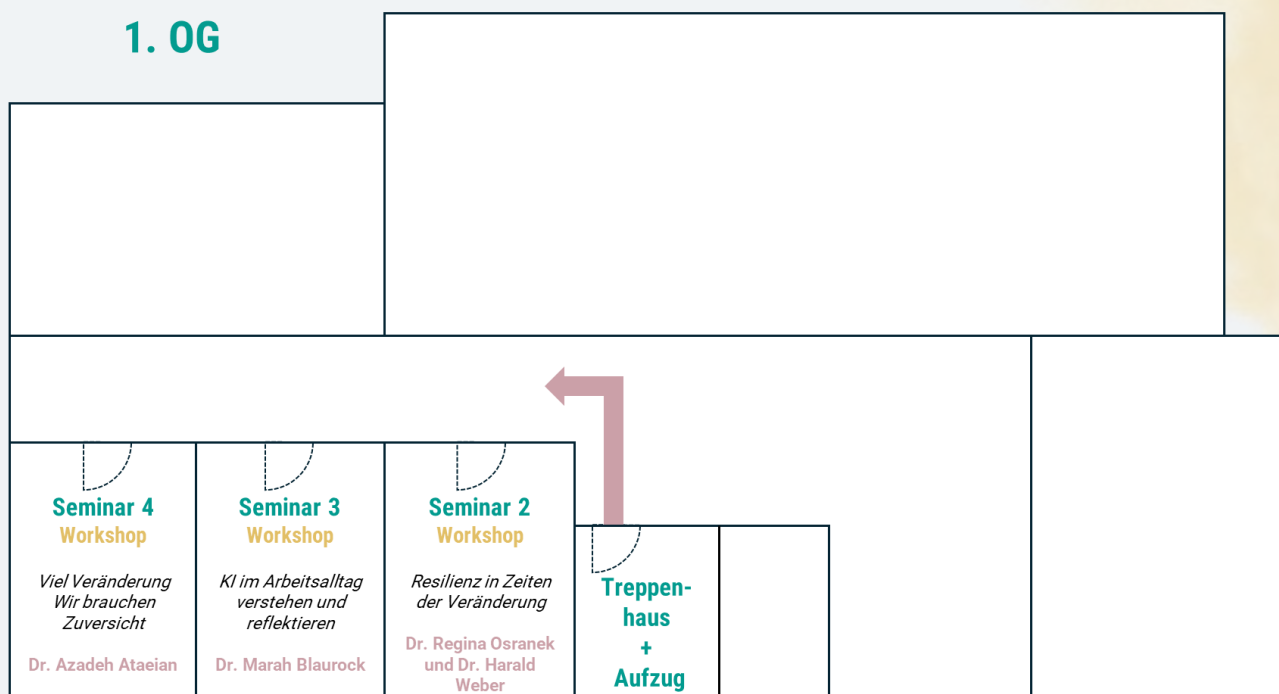 1. OG
Seminar 4
Workshop
Viel Veränderung
Wir brauchen
Zuversicht
Dr. Azadeh Ataeian
Seminar 3
Workshop
KI im Arbeitsalltag
verstehen und
reflektieren
Dr. Marah Blaurock
Seminar 2
Workshop
Resilienz in Zeiten
der Veränderung
Dr. Regina Osranek
und Dr. Harald
Weber
Treppen-
haus
+
Aufzug